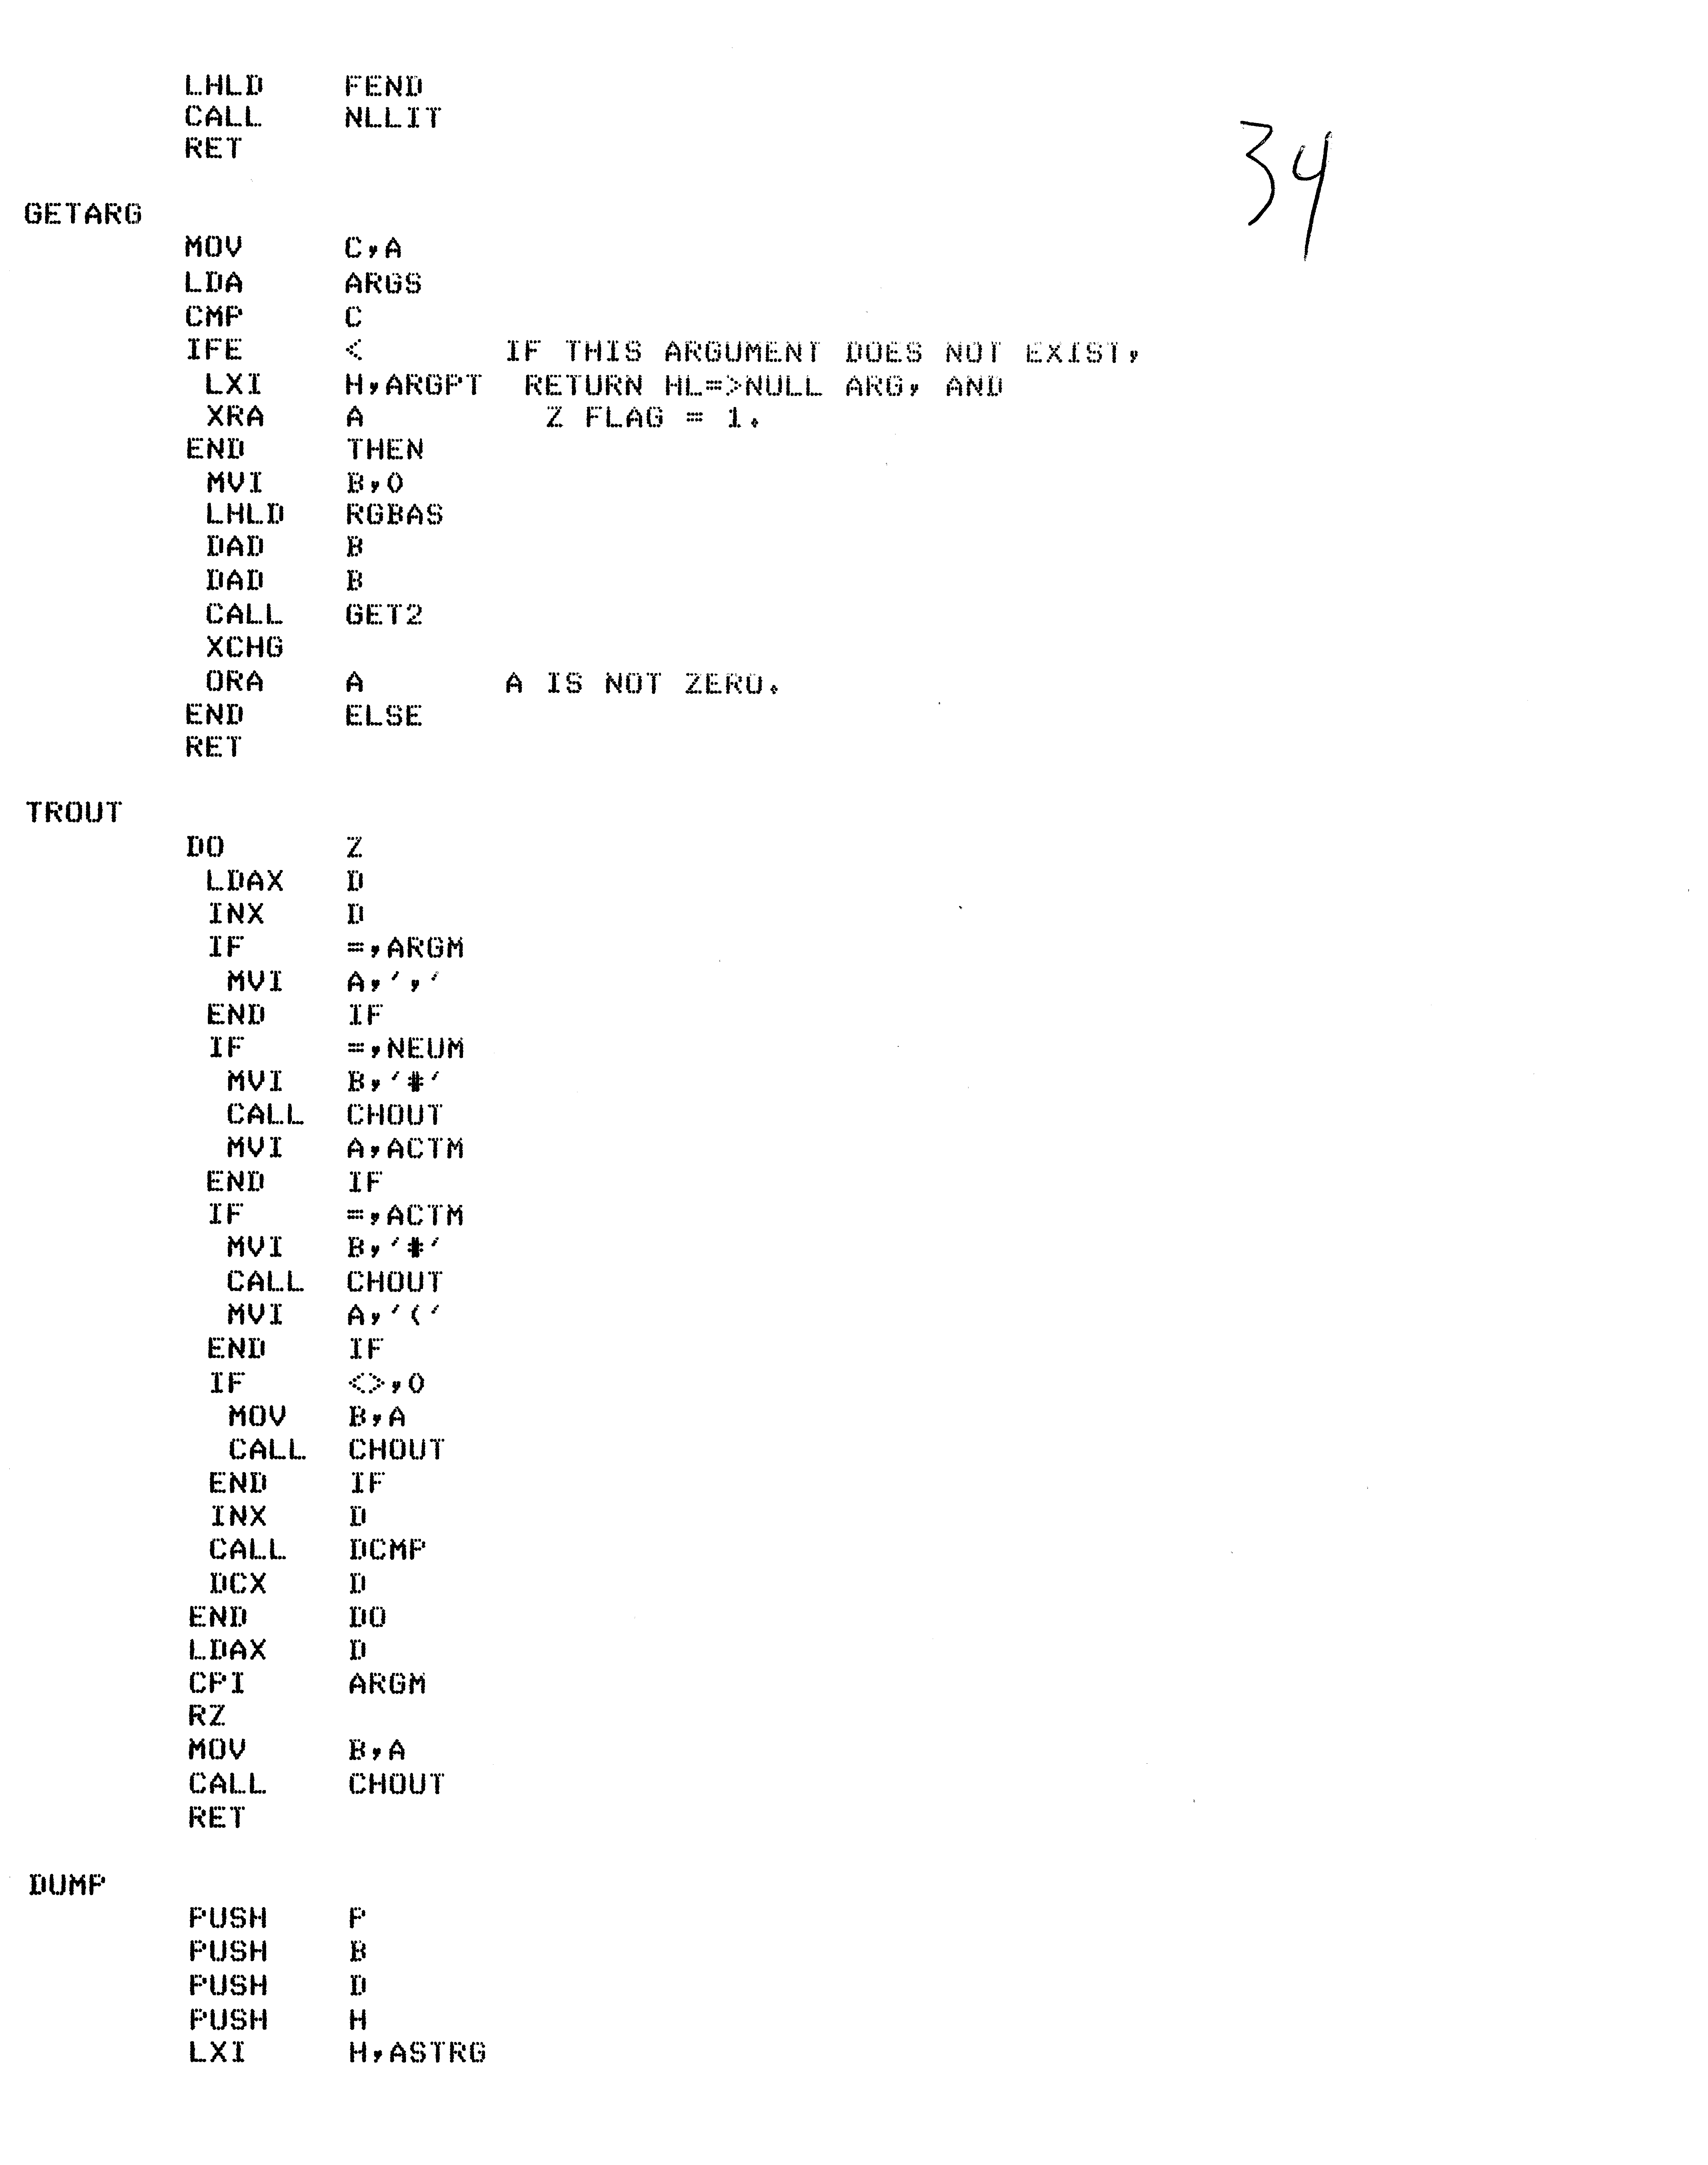 LHLD    FEND
        CALL    NLLIT
        RET
34
GETARG
        MOV     C,A
        LDA     ARGS
        CMP     C
        IFE     <       IF THIS ARGUMENT DOES NOT EXIST,
         LXI    H,ARGPT  RETURN HL=>NULL ARG, AND
         XRA    A         Z FLAG = 1.
        END     THEN
         MVI    B,0
         LHLD   RGBAS
         DAD    B
         DAD    B
         CALL   GET2
         XCHG
         ORA    A       A IS NOT ZERO.
        END     ELSE
        RET
TROUT
        DO      Z
         LDAX   D
         INX    D
         IF     =,ARGM
          MVI   A,','
         END    IF
         IF     =,NEUM
          MVI   B,'#'
          CALL  CHOUT
          MVI   A,ACTM
         END    IF
         IF     =,ACTM
          MVI   B,'#'
          CALL  CHOUT
          MVI   A,'('
         END    IF
         IF     <>,0
          MOV   B,A
          CALL  CHOUT
         END    IF
         INX    D
         CALL   DCMP
         DCX    D
        END     DO
        LDAX    D
        CPI     ARGM
        RZ
        MOV     B,A
        CALL    CHOUT
        RET
DUMP
        PUSH    P
        PUSH    B
        PUSH    D
        PUSH    H
        LXI     H,ASTRG